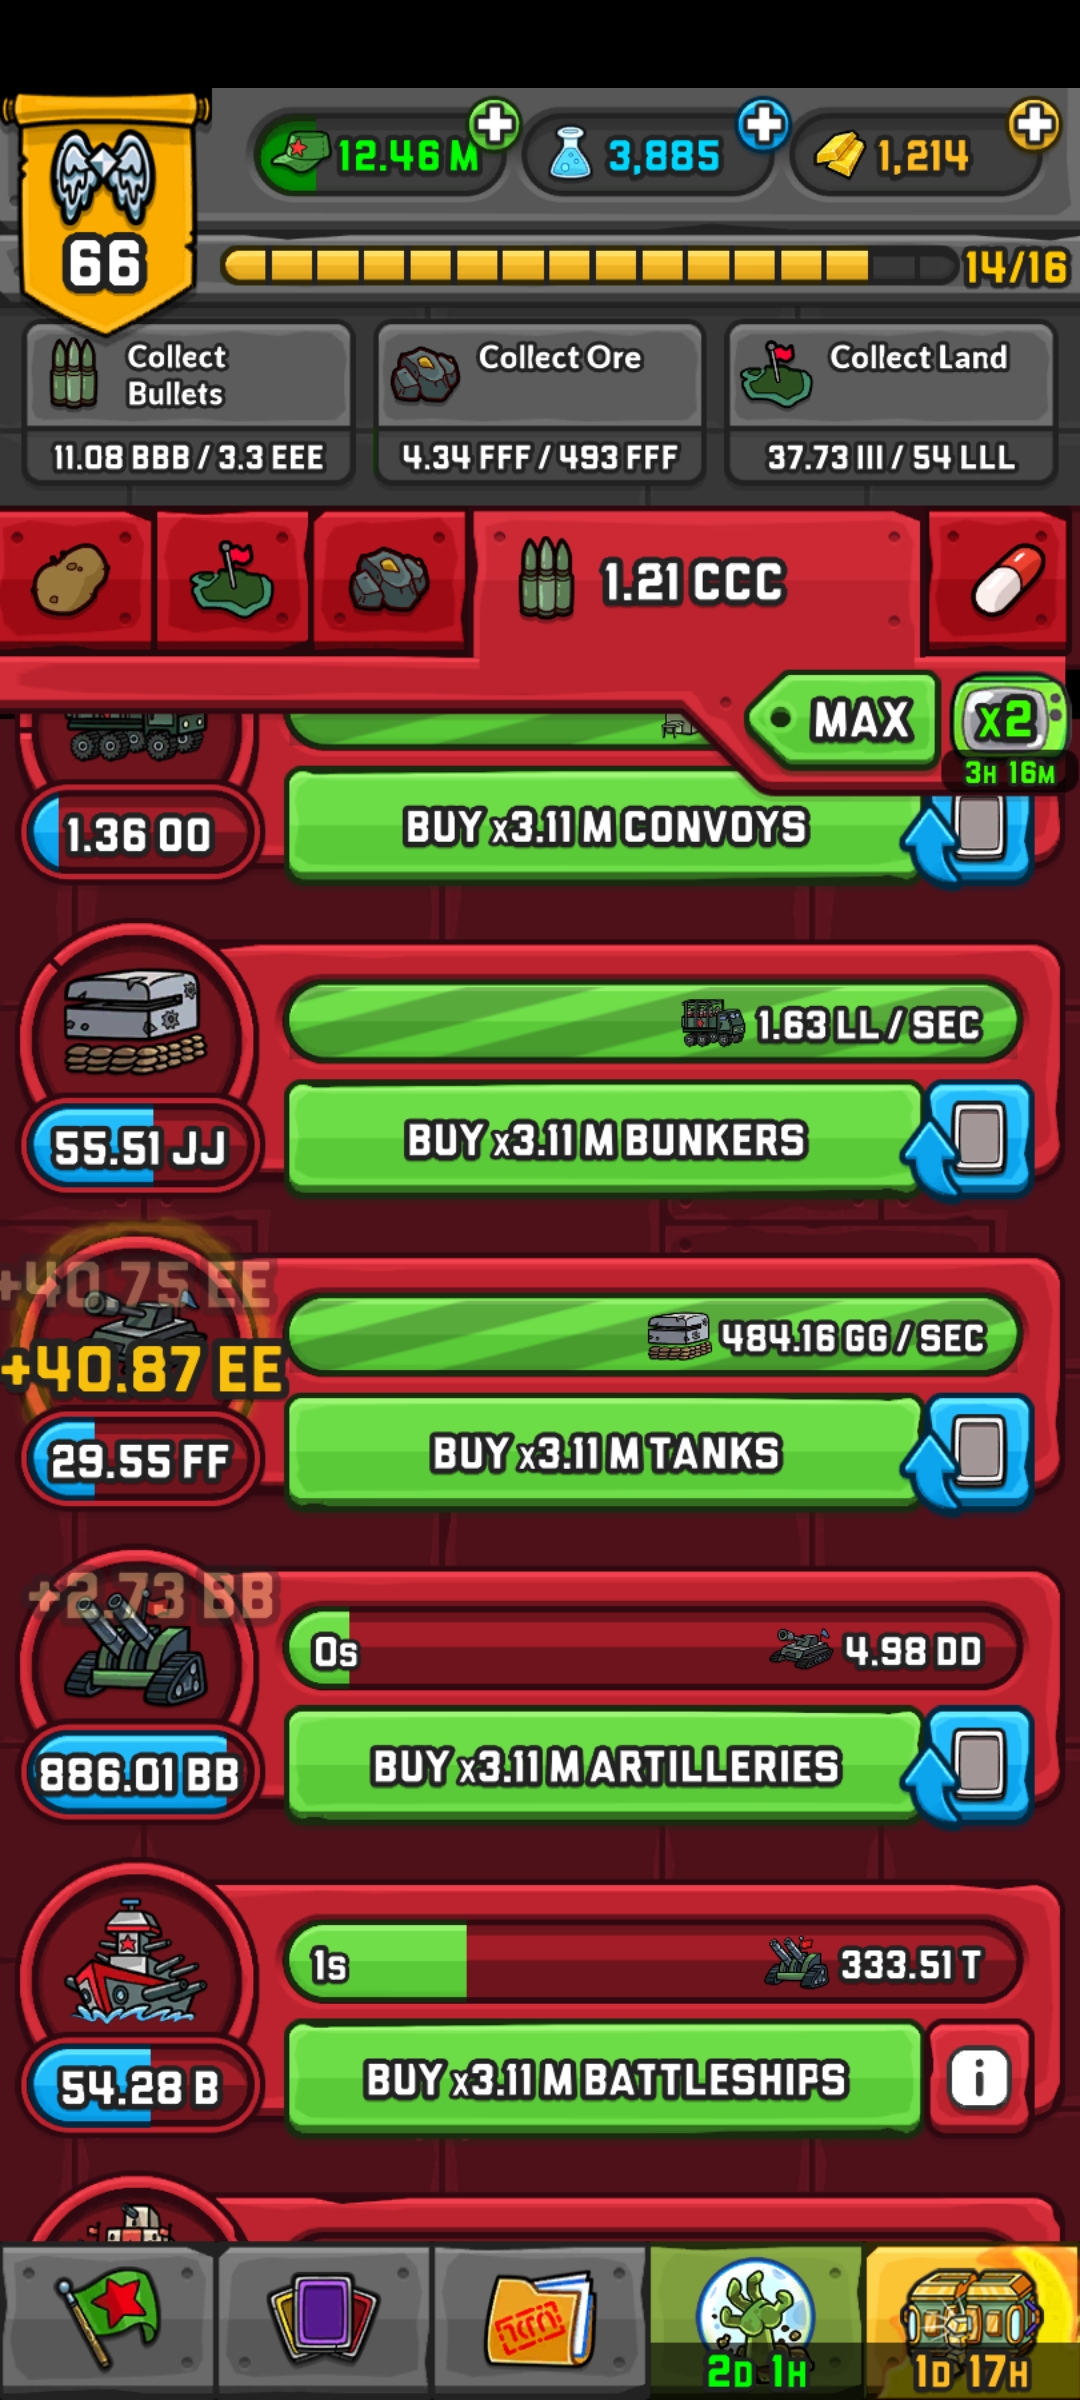 12.46 M
3,885
1,214
66
14/16
Collect
Bullets
Collect Ore
Collect Land
11.08 BBB / 3.3 EEE
4.34 FFF / 493 FFF
37.73 III / 54 LLL
1.21 CCC
MAX
x2
3H 16M
1.36 OO
BUY x3.11 M CONVOYS
1.63 LL / SEC
55.51 JJ
BUY x3.11 M BUNKERS
+40.75 EE
+40.87 EE
484.16 GG / SEC
29.55 FF
BUY x3.11 M TANKS
+2.73 BB
0s
4.98 DD
886.01 BB
BUY x3.11 M ARTILLERIES
1s
333.51 T
54.28 B
BUY x3.11 M BATTLESHIPS
i
2D 1H
1D 17H